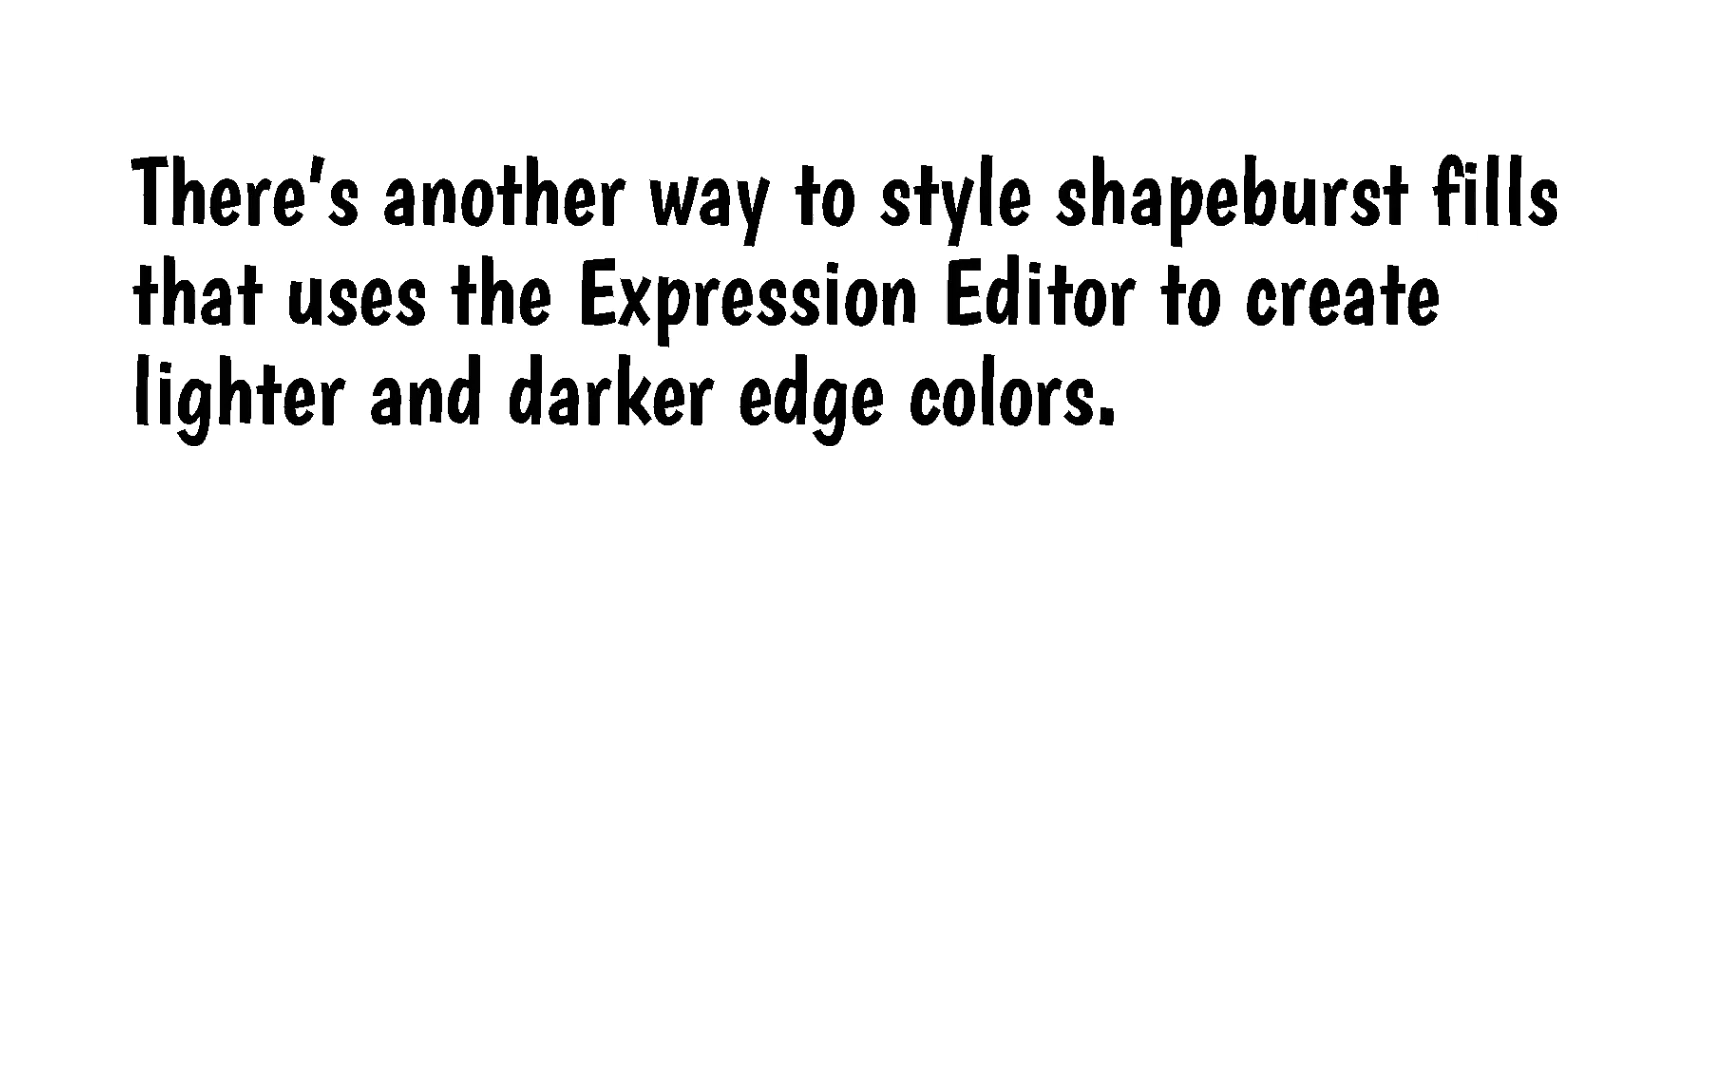 There's another way to style shapeburst fills
that uses the Expression Editor to create
lighter and darker edge colors.